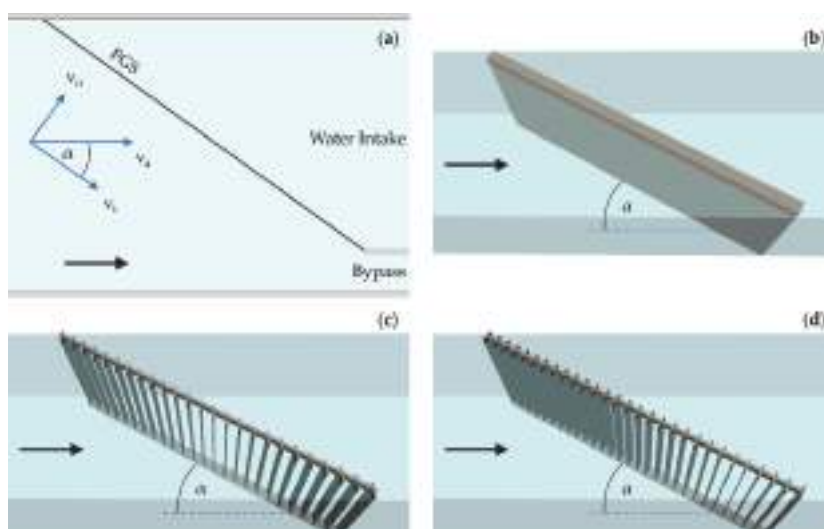 (a)
FGS
Water Intake
α
Bypass
(b)
α
(c)
α
(d)
α